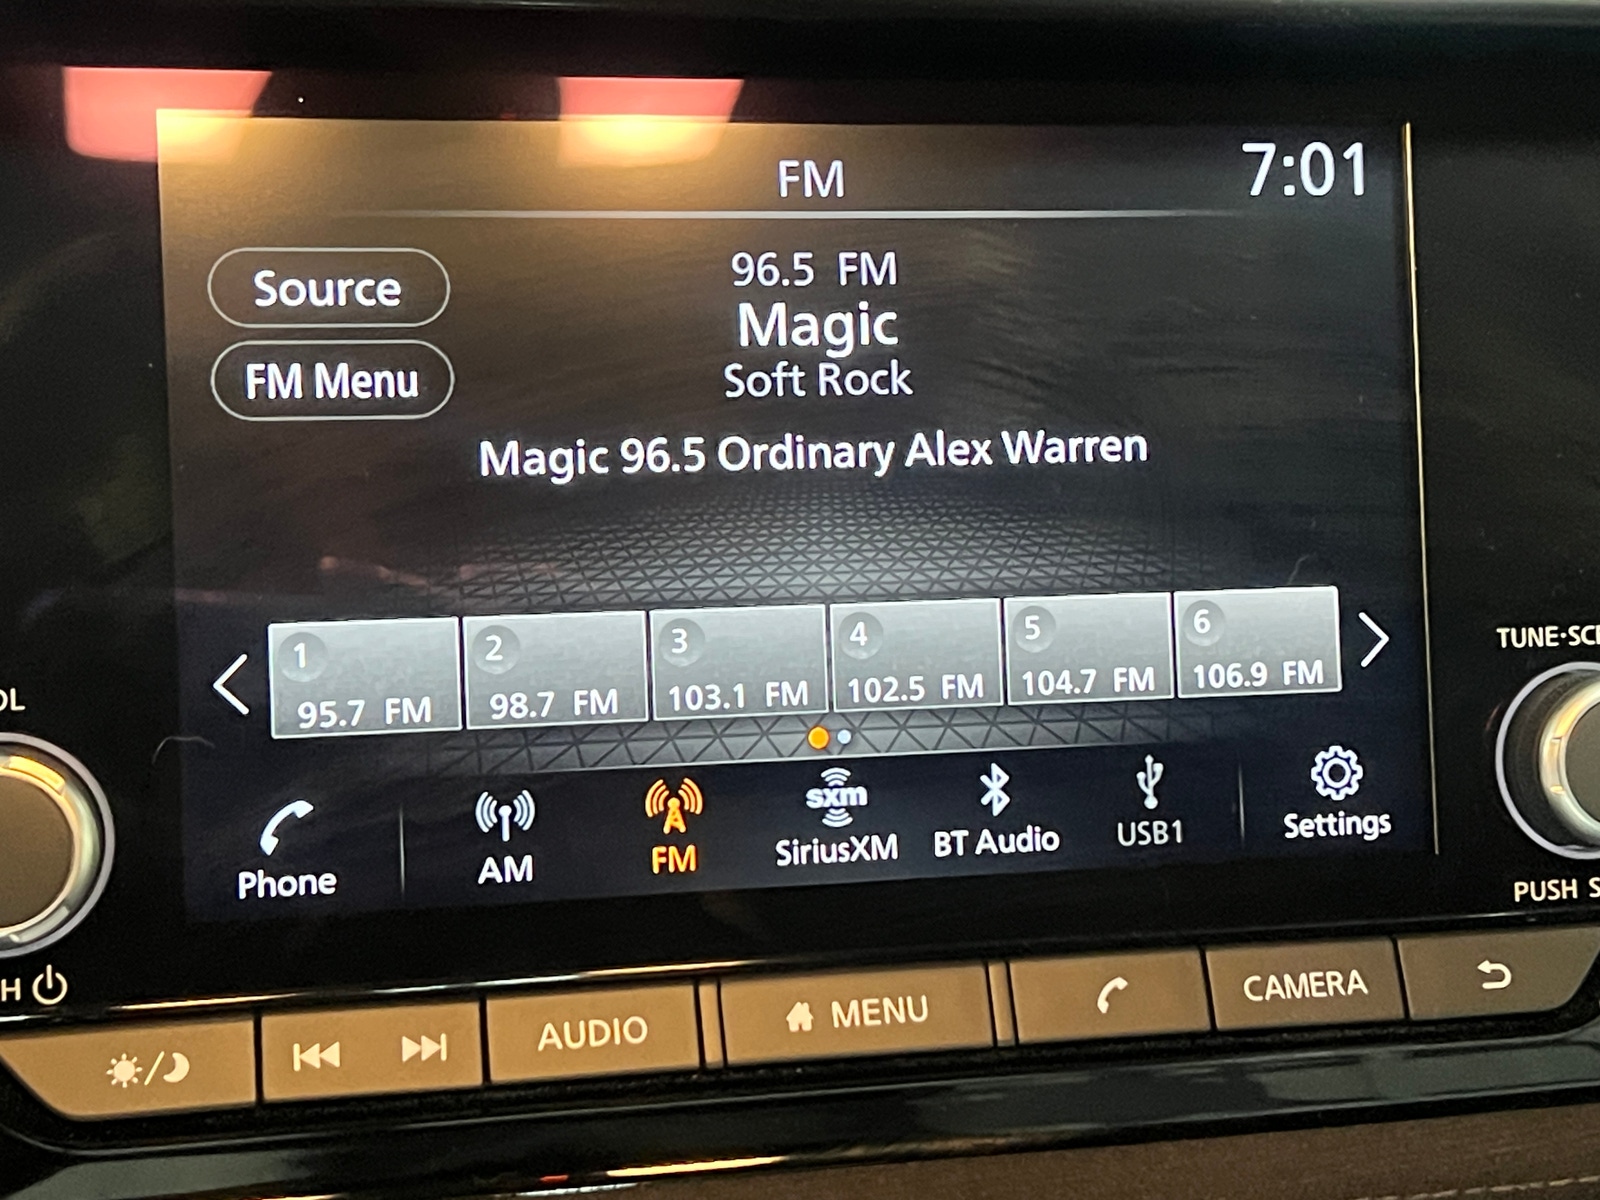 FM
7:01
Source
FM Menu
96.5 FM
Magic
Soft Rock
Magic 96.5 Ordinary Alex Warren
1
95.7 FM
2
98.7 FM
3
103.1 FM
4
102.5 FM
5
104.7 FM
6
106.9 FM
Phone
AM
FM
sxm
SiriusXM
BT Audio
USB1
Settings
OL
H
TUNE·SC
PUSH S
AUDIO
MENU
CAMERA